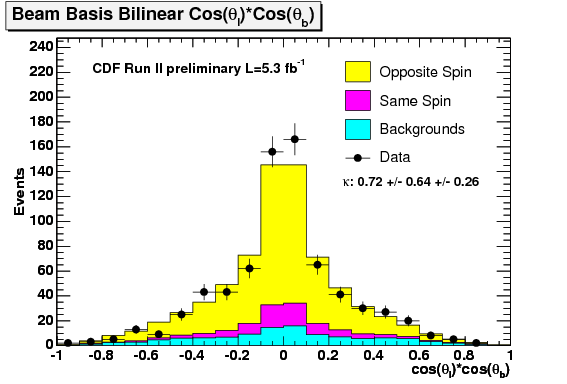 Beam Basis Bilinear Cos(θl)*Cos(θb)
240
220
200
180
160
140
120
100
80
60
40
20
0
Events
CDF Run II preliminary L=5.3 fb-1
Opposite Spin
Same Spin
Backgrounds
Data
κ: 0.72 +/- 0.64 +/- 0.26
-1 -0.8 -0.6 -0.4 -0.2 0 0.2 0.4 0.6 0.8 1
cos(θl)*cos(θb)